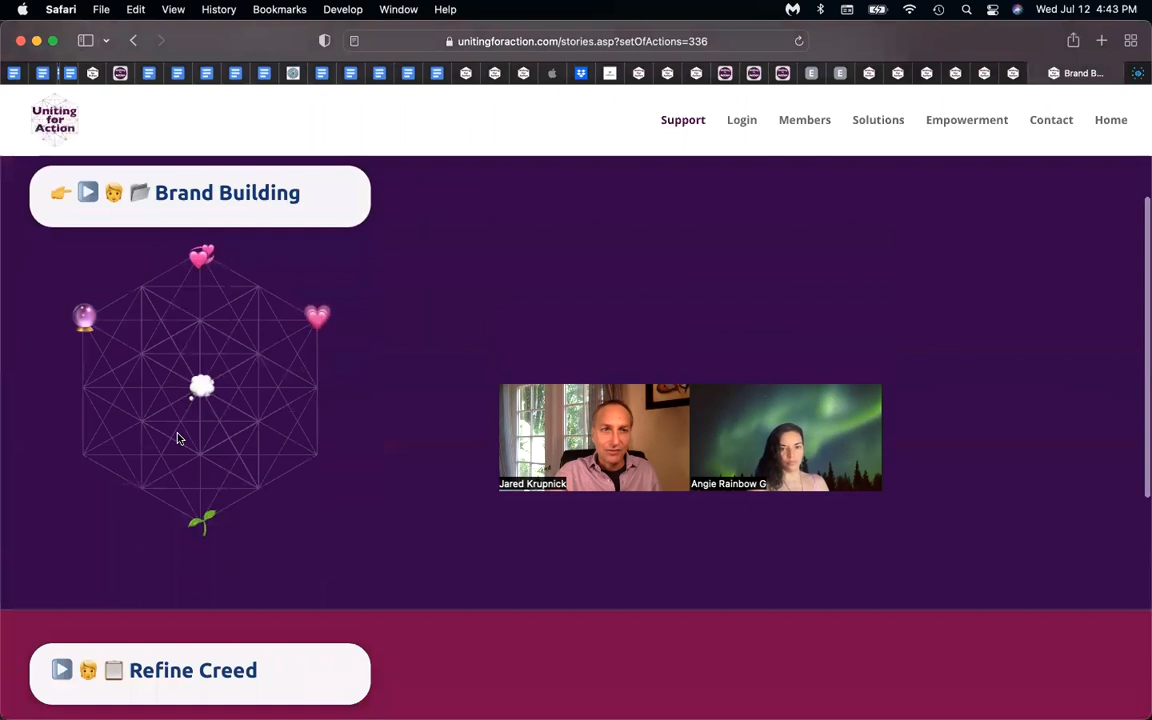 Safari File Edit View History Bookmarks Develop Window Help Wed Jul 12 4:43 PM
unitingforaction.com/stories.asp?setOfActions=336
E E Brand B...
Uniting
for
Action
Support Login Members Solutions Empowerment Contact Home
Brand Building
Jared Krupnick Angie Rainbow G
Refine Creed